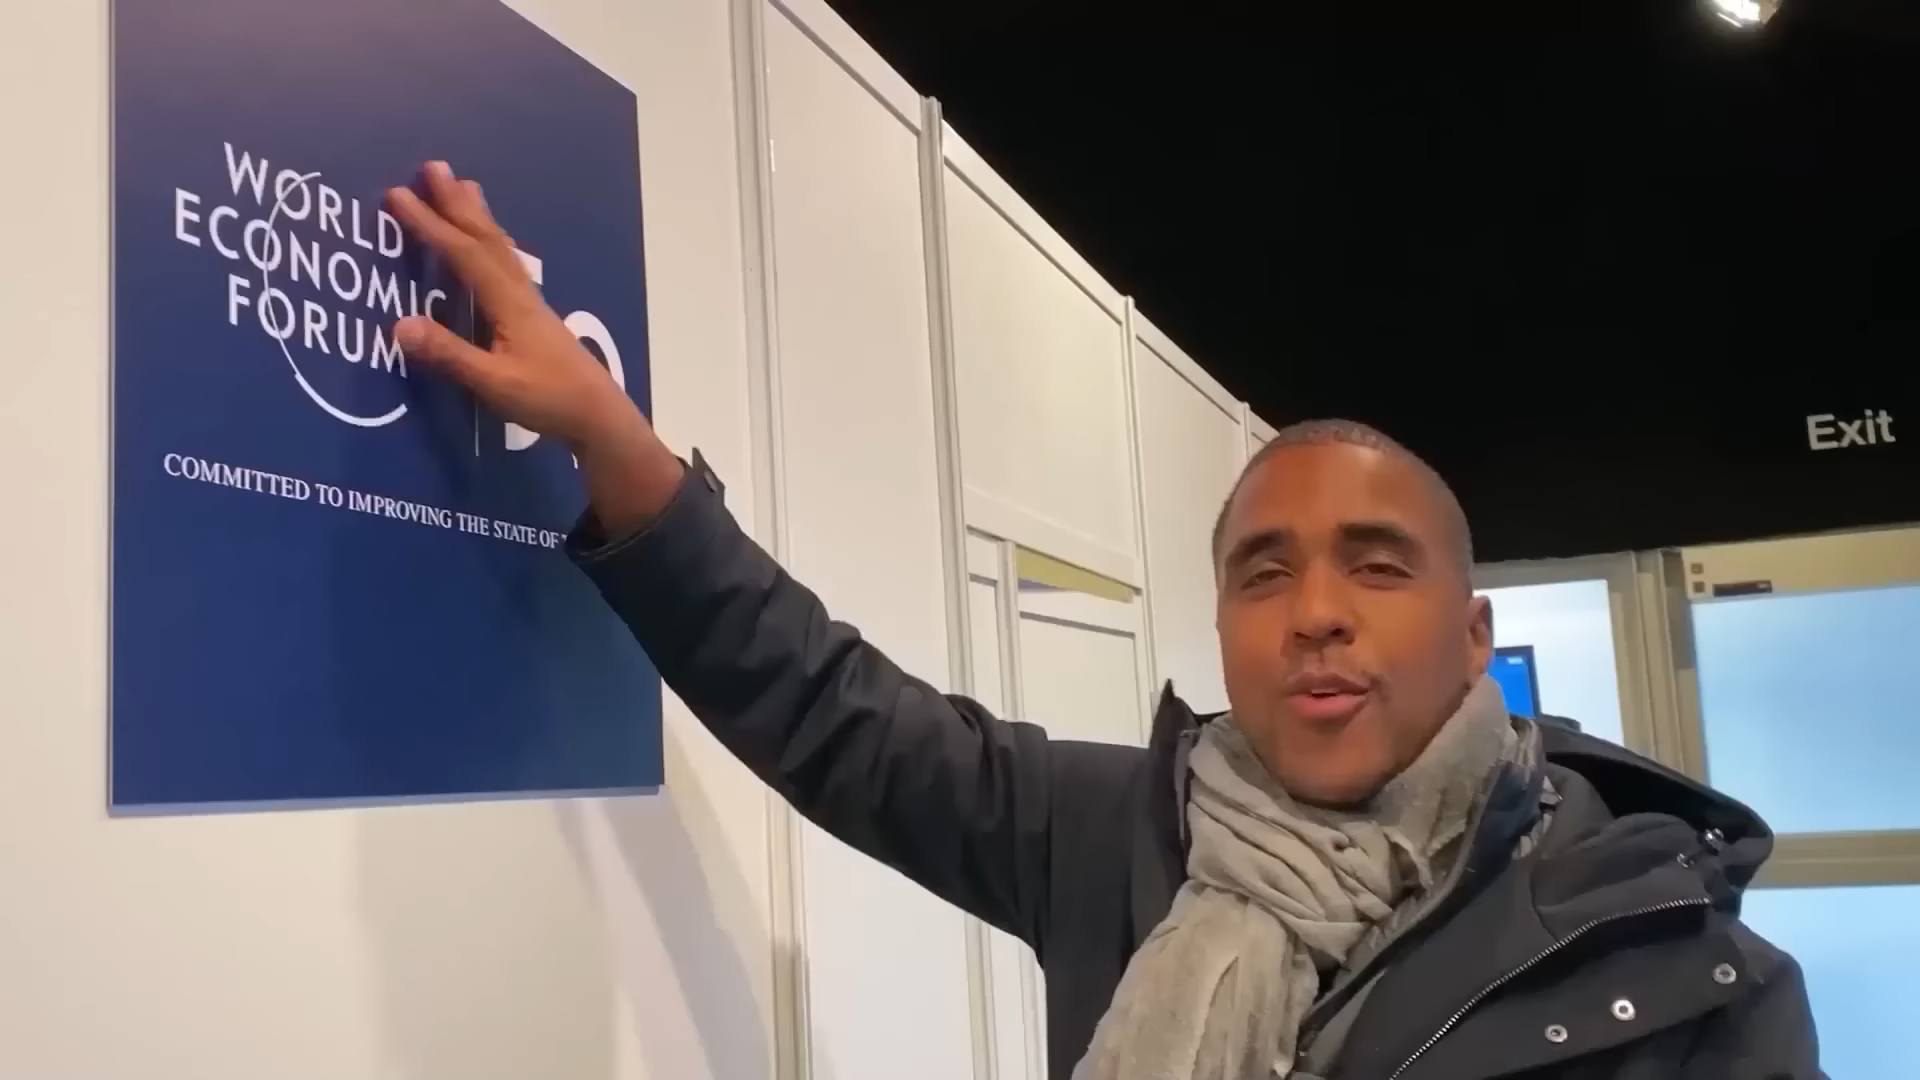 WORLD
ECONOMIC
FORUM
COMMITTED TO IMPROVING THE STATE OF
Exit